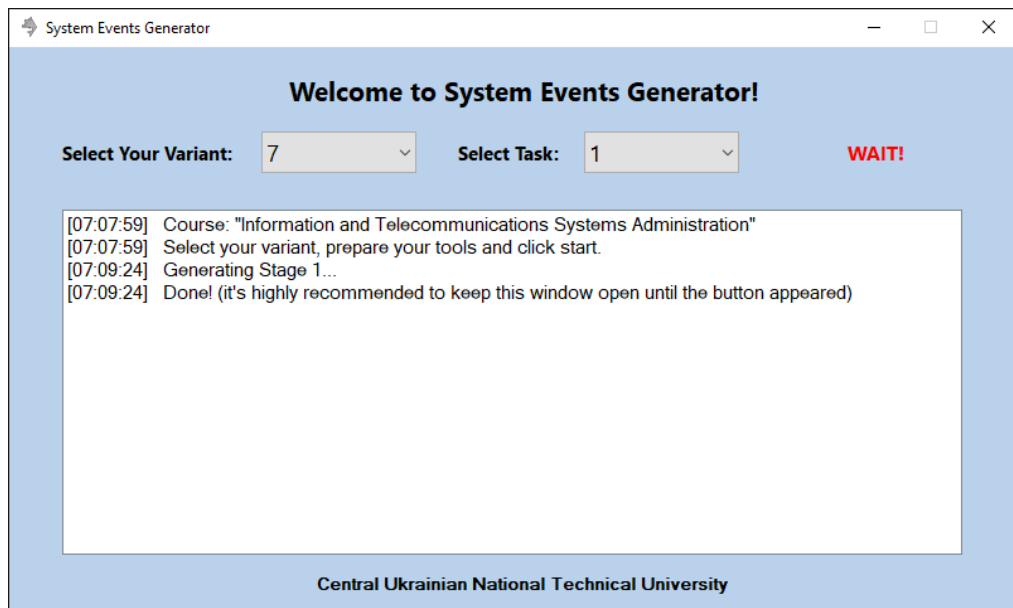 System Events Generator
Welcome to System Events Generator!
Select Your Variant: 7 Select Task: 1 WAIT!
[07:07:59] Course: "Information and Telecommunications Systems Administration"
[07:07:59] Select your variant, prepare your tools and click start.
[07:09:24] Generating Stage 1...
[07:09:24] Done! (it's highly recommended to keep this window open until the button appeared)
Central Ukrainian National Technical University